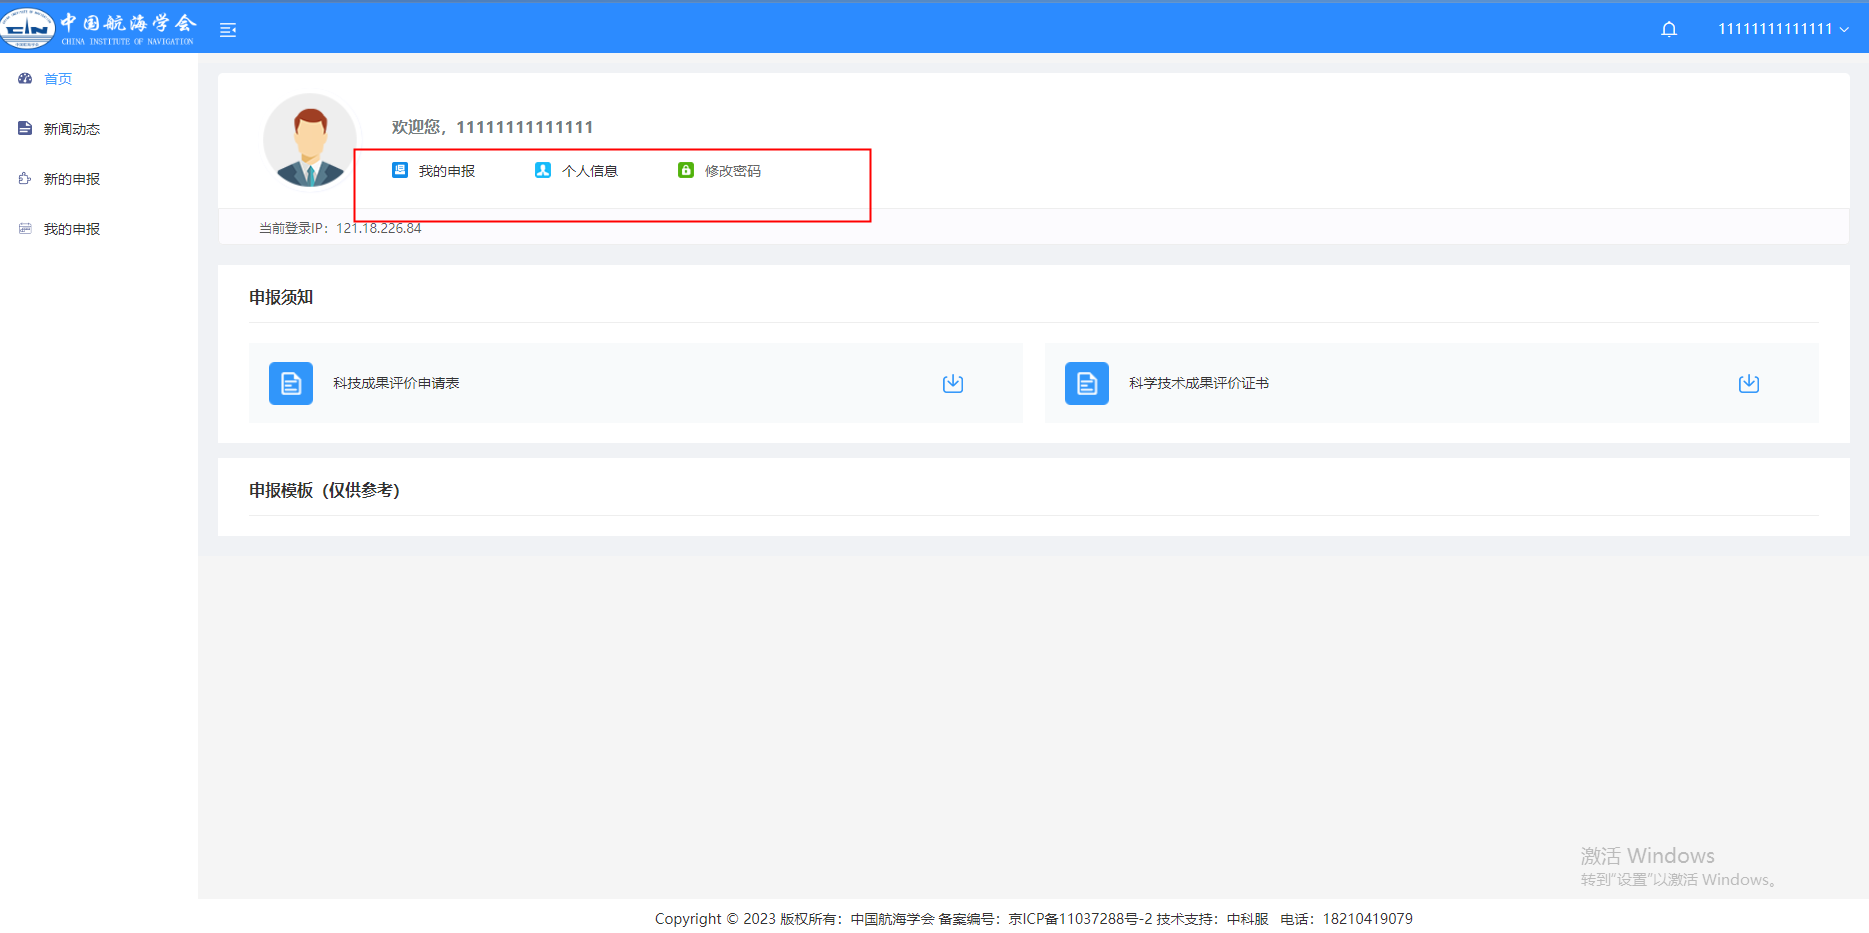 中国航海学会
CHINA INSTITUTE OF NAVIGATION
11111111111111
首页
新闻动态
新的申报
我的申报
欢迎您，11111111111111
我的申报 个人信息 修改密码
当前登录IP：121.18.226.84
申报须知
科技成果评价申请表 科学技术成果评价证书
申报模板（仅供参考）
激活 Windows
转到“设置”以激活 Windows。
Copyright © 2023 版权所有：中国航海学会 备案编号：京ICP备11037288号-2 技术支持：中科服 电话：18210419079